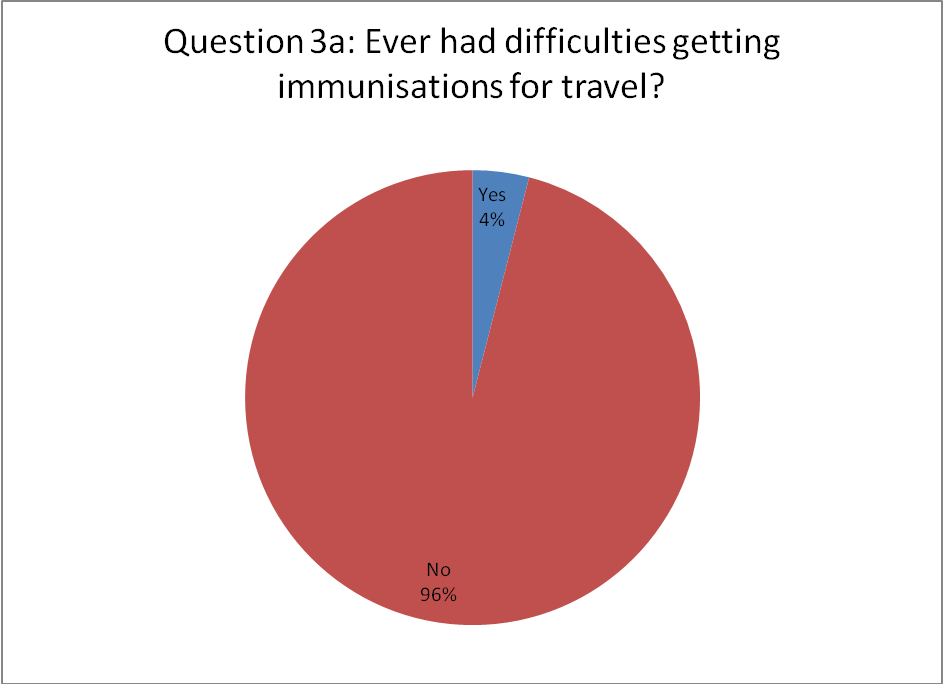 Question 3a: Ever had difficulties getting
immunisations for travel?
Yes
4%
No
96%